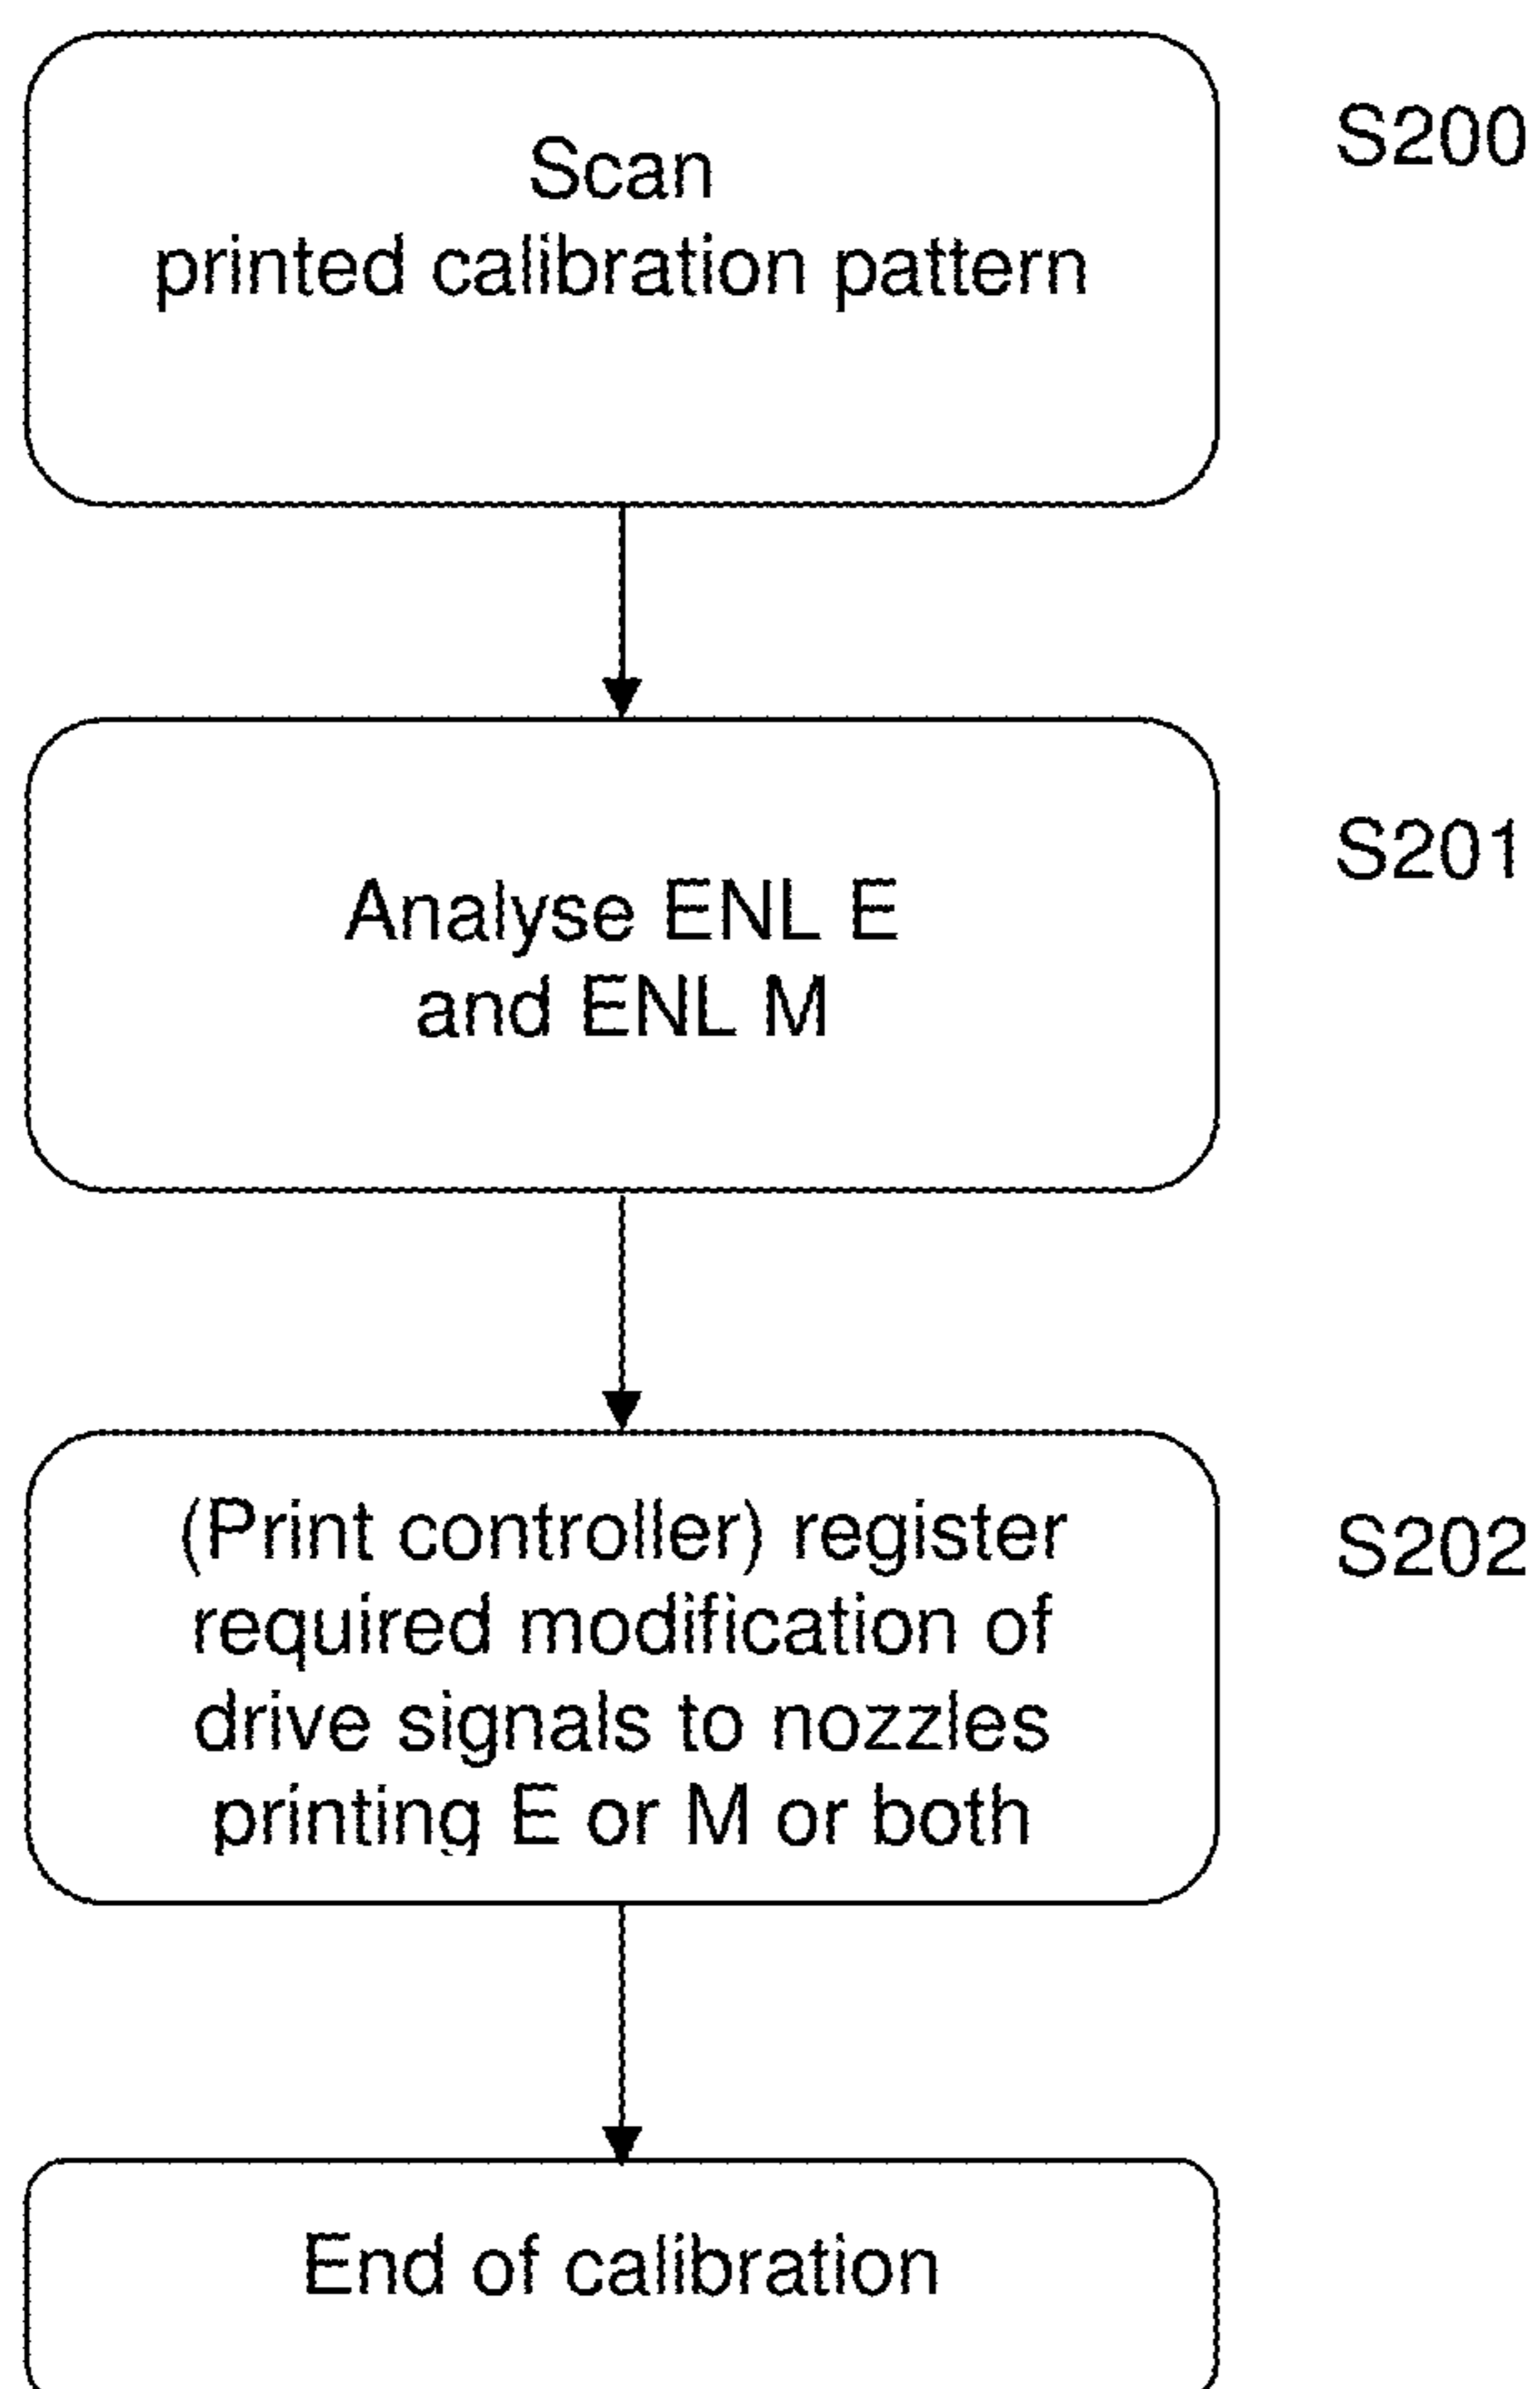 Scan
printed calibration pattern
S200
Analyse ENL E
and ENL M
S201
(Print controller) register
required modification of
drive signals to nozzles
printing E or M or both
S202
End of calibration